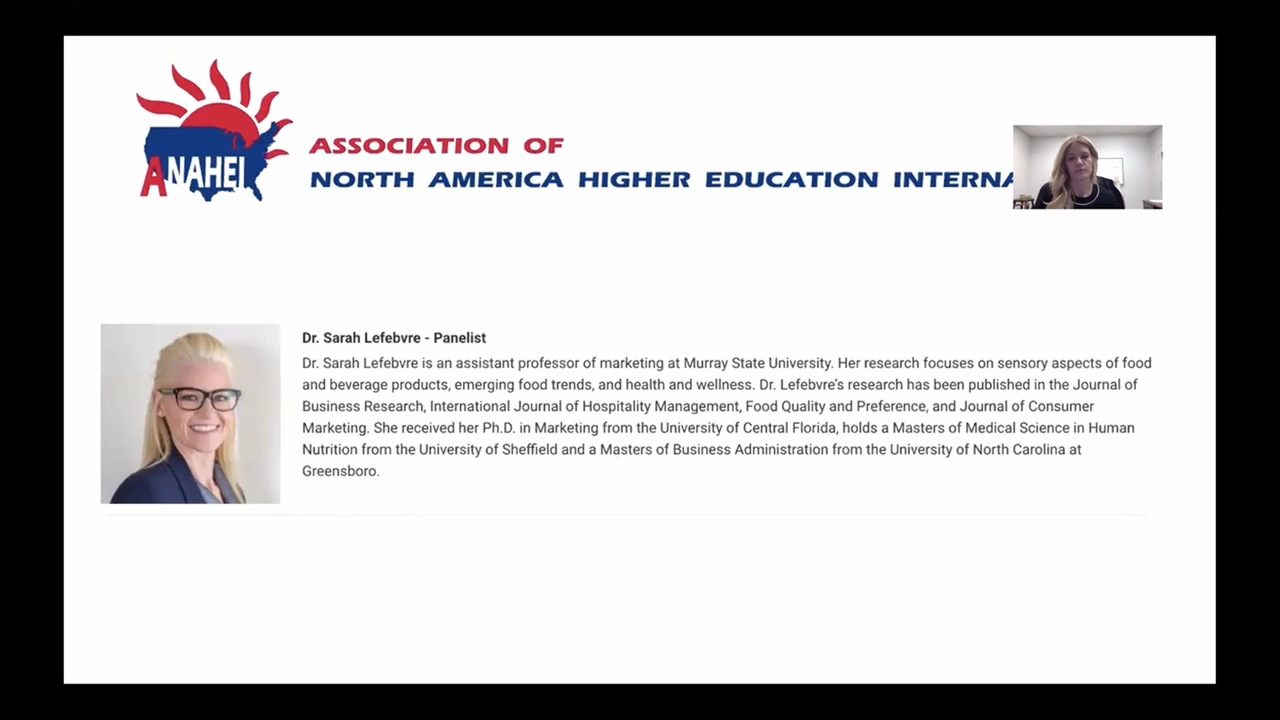 ANAHEI
ASSOCIATION OF
NORTH AMERICA HIGHER EDUCATION INTERNA
Dr. Sarah Lefebvre - Panelist
Dr. Sarah Lefebvre is an assistant professor of marketing at Murray State University. Her research focuses on sensory aspects of food
and beverage products, emerging food trends, and health and wellness. Dr. Lefebvre's research has been published in the Journal of
Business Research, International Journal of Hospitality Management, Food Quality and Preference, and Journal of Consumer
Marketing. She received her Ph.D. in Marketing from the University of Central Florida, holds a Masters of Medical Science in Human
Nutrition from the University of Sheffield and a Masters of Business Administration from the University of North Carolina at
Greensboro.